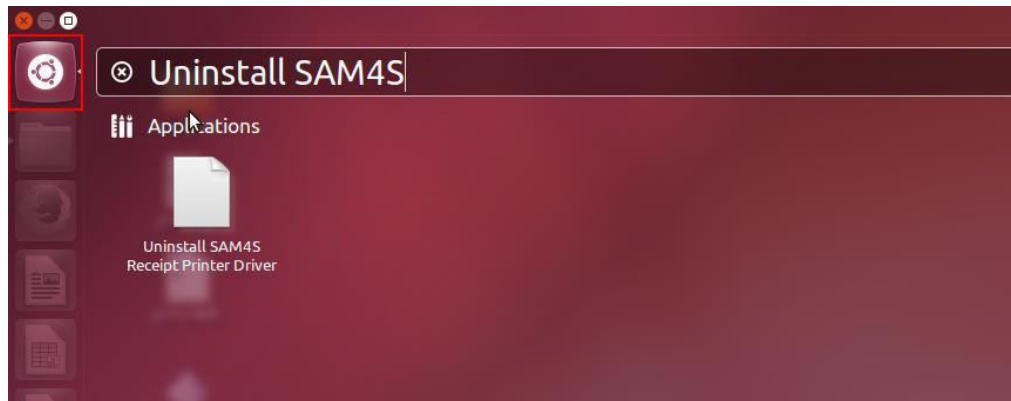 Uninstall SAM4S
Applications
Uninstall SAM4S
Receipt Printer Driver